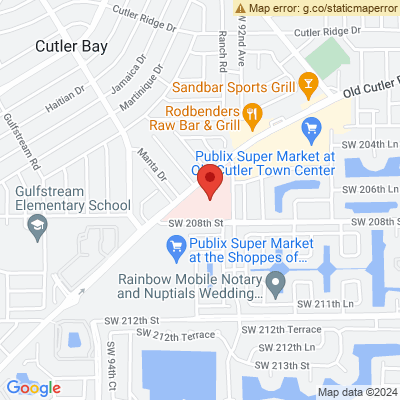 Map error: g.co/staticmaperror
Cutler Ridge Dr
Cutler Ridge Dr
Cutler Bay
Jamaica Dr
Martinique Dr
Haitian Dr
Ranch Rd
SW 92nd Ave
Sandbar Sports Grill
Old Cutler
Rodbenders
Raw Bar & Grill
Gulfstream Rd
Manta Dr
Publix Super Market at
Old Cutler Town Center
SW 204th Ln
SW 206th Ln
Gulfstream
Elementary School
SW 208th St
SW 208th St
Publix Super Market
at the Shoppes of...
Rainbow Mobile Notary
and Nuptials Wedding...
SW 211th Ln
SW 212th St
SW 212th St
SW 212th Terrace
SW 212th Terrace
SW 94th Ct
SW 212th Ln
SW 213th St
Google
Map data ©2024